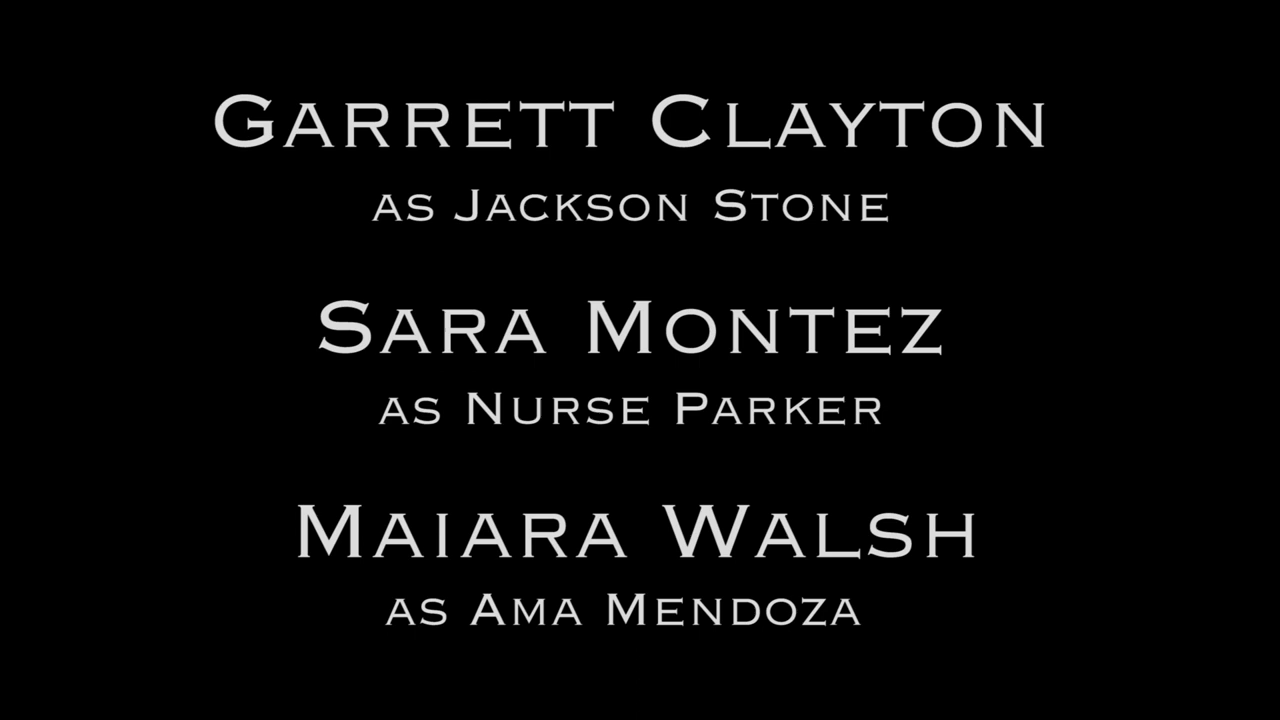 Garrett Clayton
as Jackson Stone
Sara Montez
as Nurse Parker
Maiara Walsh
as Ama Mendoza